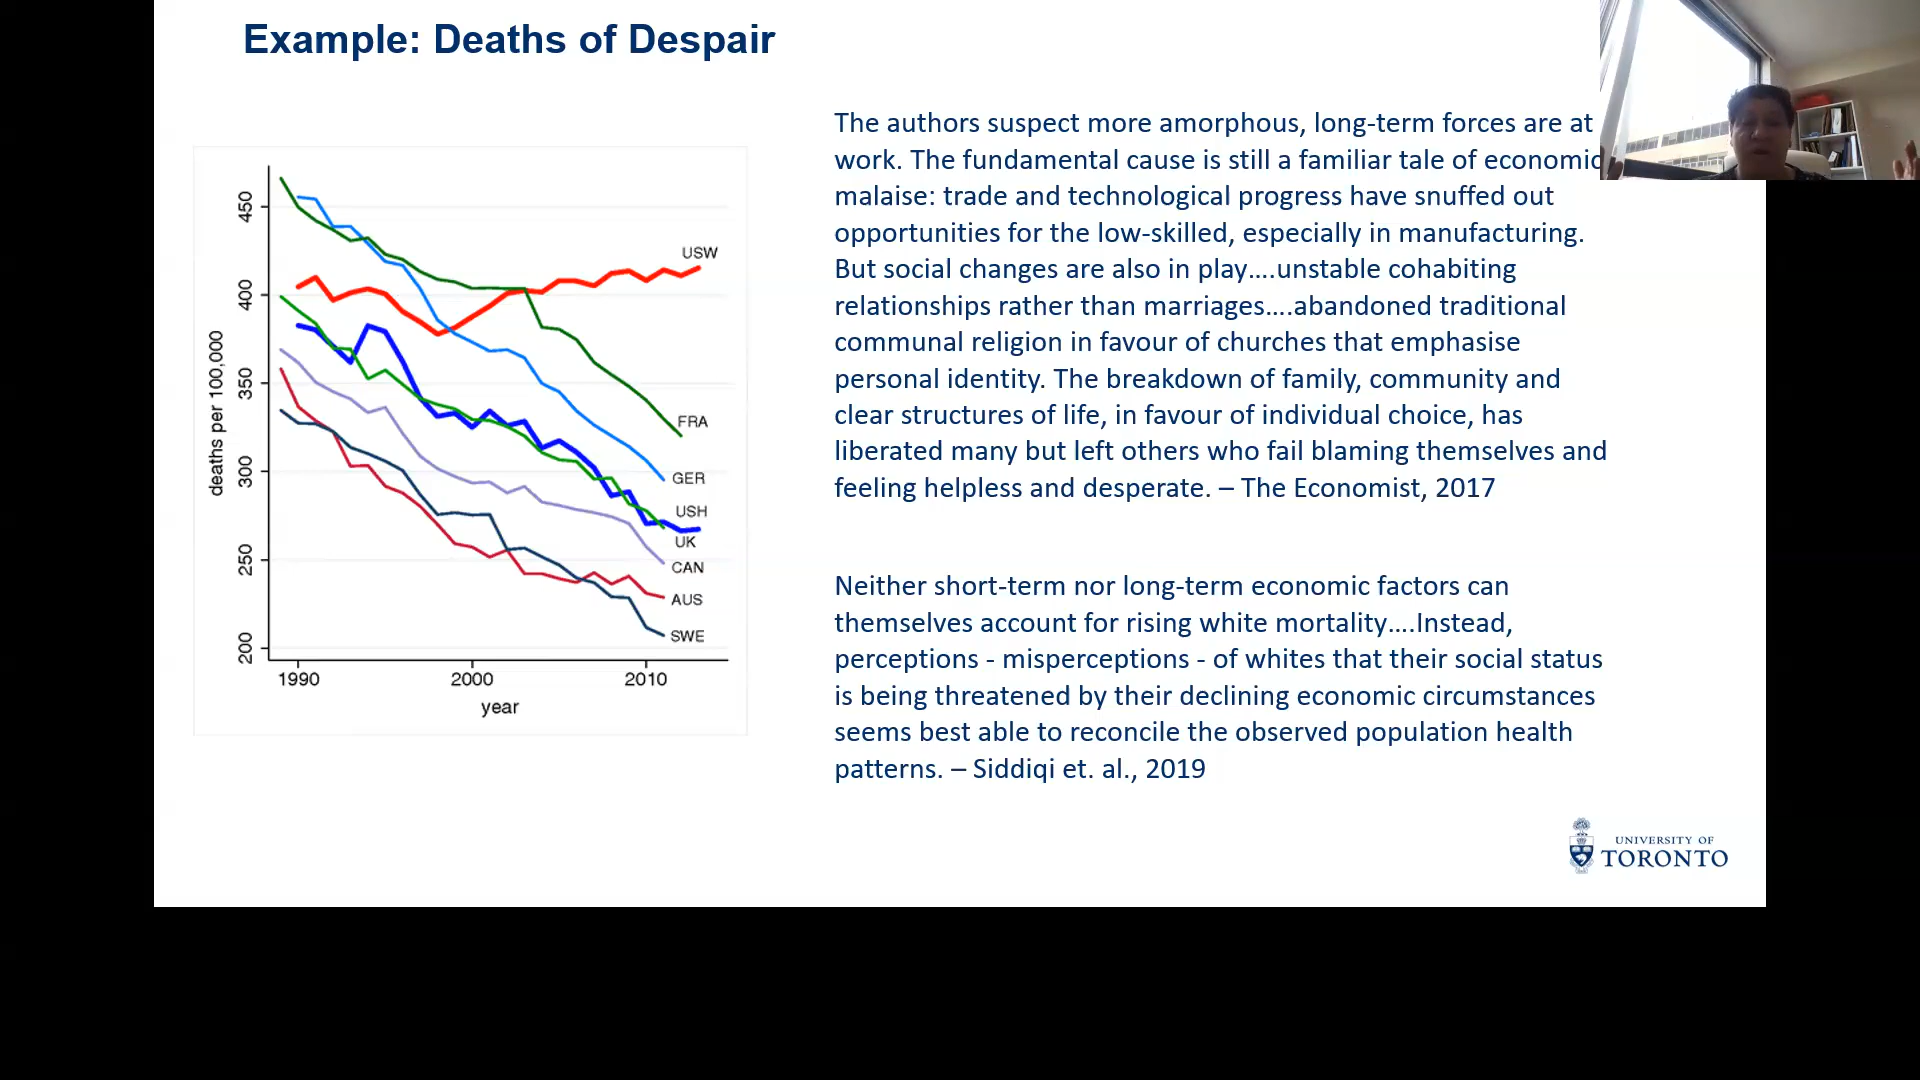 Example: Deaths of Despair
The authors suspect more amorphous, long-term forces are at
work. The fundamental cause is still a familiar tale of economic
malaise: trade and technological progress have snuffed out
opportunities for the low-skilled, especially in manufacturing.
But social changes are also in play....unstable cohabiting
relationships rather than marriages....abandoned traditional
communal religion in favour of churches that emphasise
personal identity. The breakdown of family, community and
clear structures of life, in favour of individual choice, has
liberated many but left others who fail blaming themselves and
feeling helpless and desperate. – The Economist, 2017
Neither short-term nor long-term economic factors can
themselves account for rising white mortality....Instead,
perceptions - misperceptions - of whites that their social status
is being threatened by their declining economic circumstances
seems best able to reconcile the observed population health
patterns. – Siddiqi et. al., 2019
deaths per 100,000
450
400
350
300
250
200
1990
2000
2010
year
USW
FRA
GER
USH
UK
CAN
AUS
SWE
UNIVERSITY OF
TORONTO